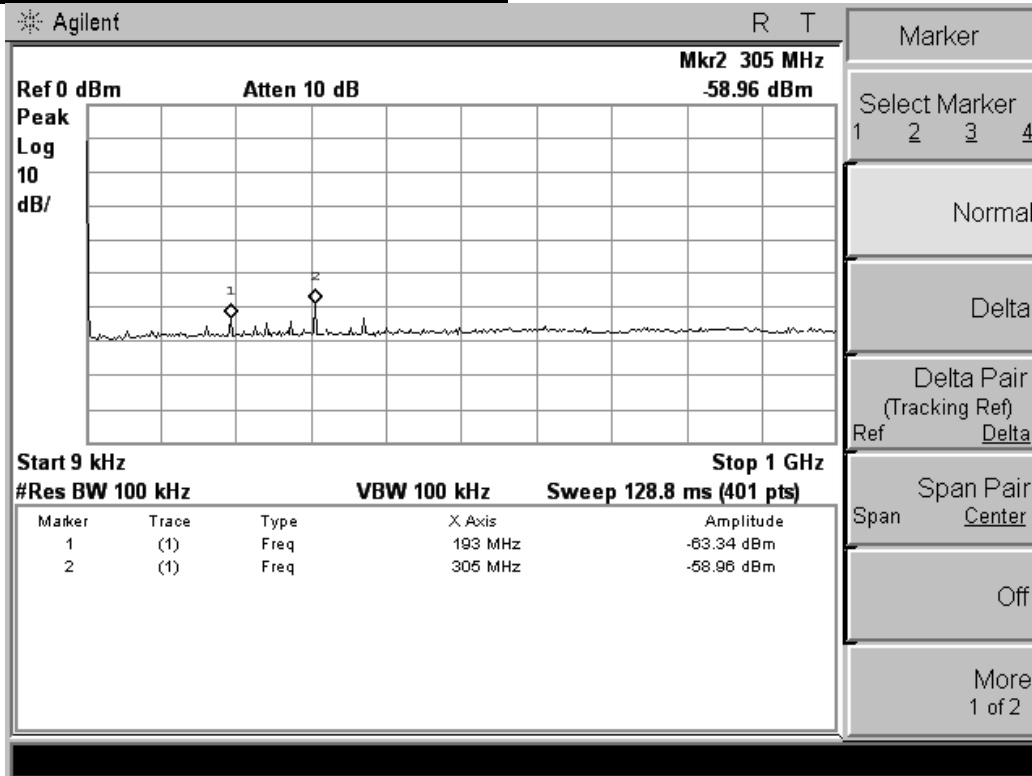 Agilent R T
Mkr2 305 MHz
Ref 0 dBm Atten 10 dB -58.96 dBm
Peak
Log
10
dB/
1
2
Start 9 kHz Stop 1 GHz
#Res BW 100 kHz VBW 100 kHz Sweep 128.8 ms (401 pts)
Marker Trace Type X Axis Amplitude
1 (1) Freq 193 MHz -63.34 dBm
2 (1) Freq 305 MHz -58.96 dBm
Marker
Select Marker
1 2 3 4
Normal
Delta
Delta Pair
(Tracking Ref)
Ref Delta
Span Pair
Span Center
Off
More
1 of 2